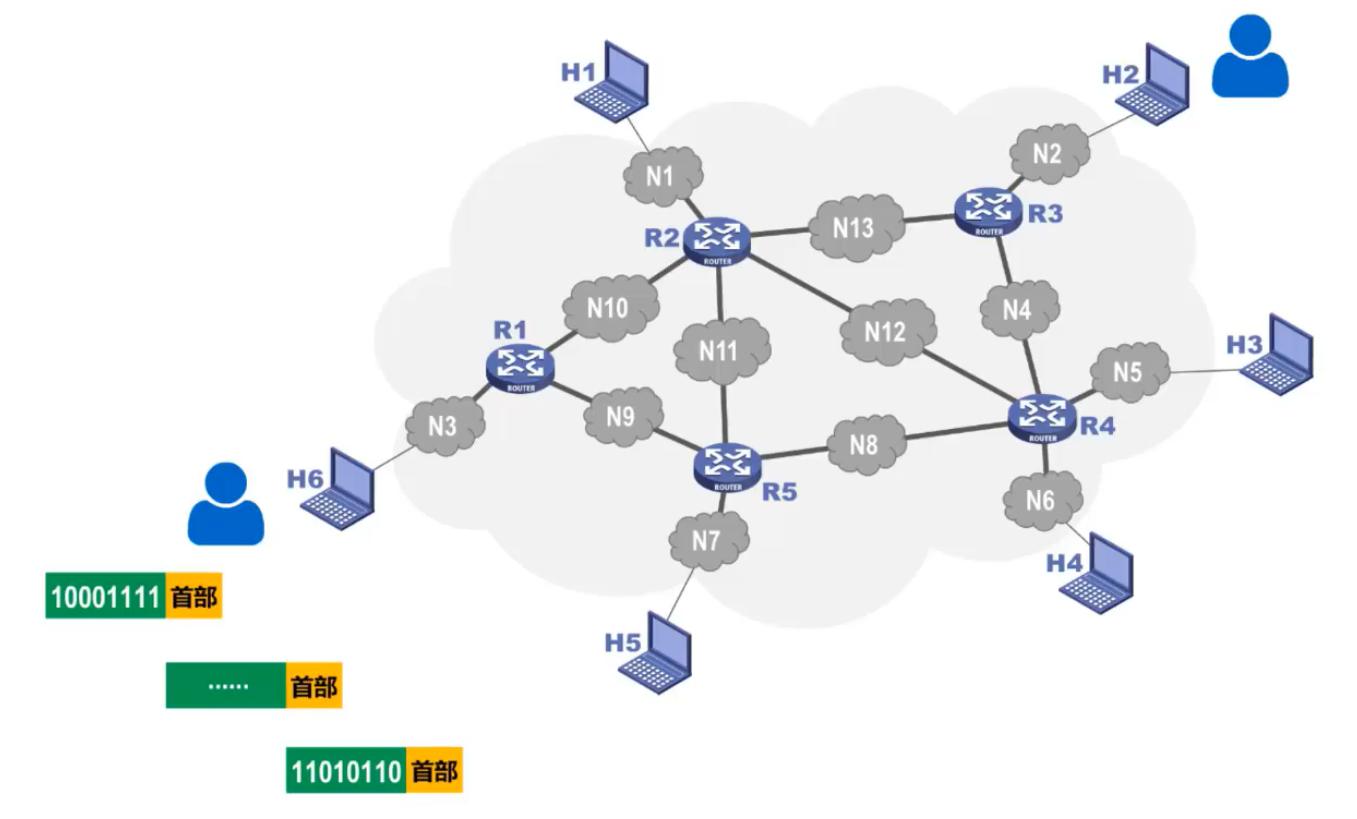 H1
H2
N2
N1
R3
N13
R2
ROUTER
ROUTER
N10
N4
N12
R1
H3
N11
N5
ROUTER
N9
N3
R4
ROUTER
N8
H6
ROUTER
R5
N6
N7
H4
10001111 首部
H5
...... 首部
11010110 首部